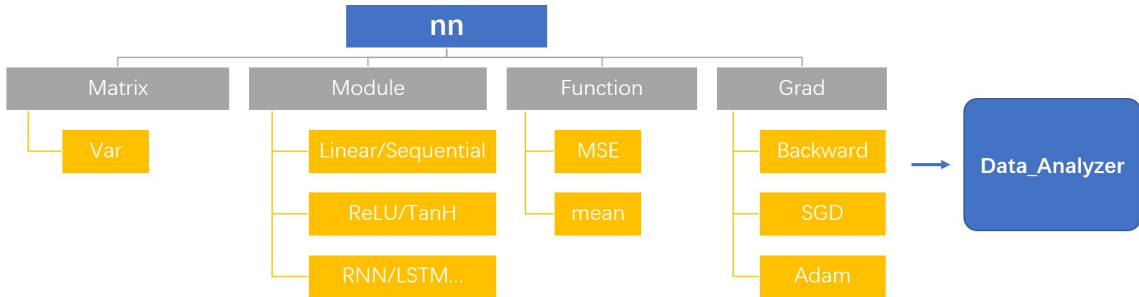 nn
Matrix
Module
Function
Grad
Var
Linear/Sequential
MSE
Backward
Data_Analyzer
ReLU/TanH
mean
SGD
RNN/LSTM...
Adam